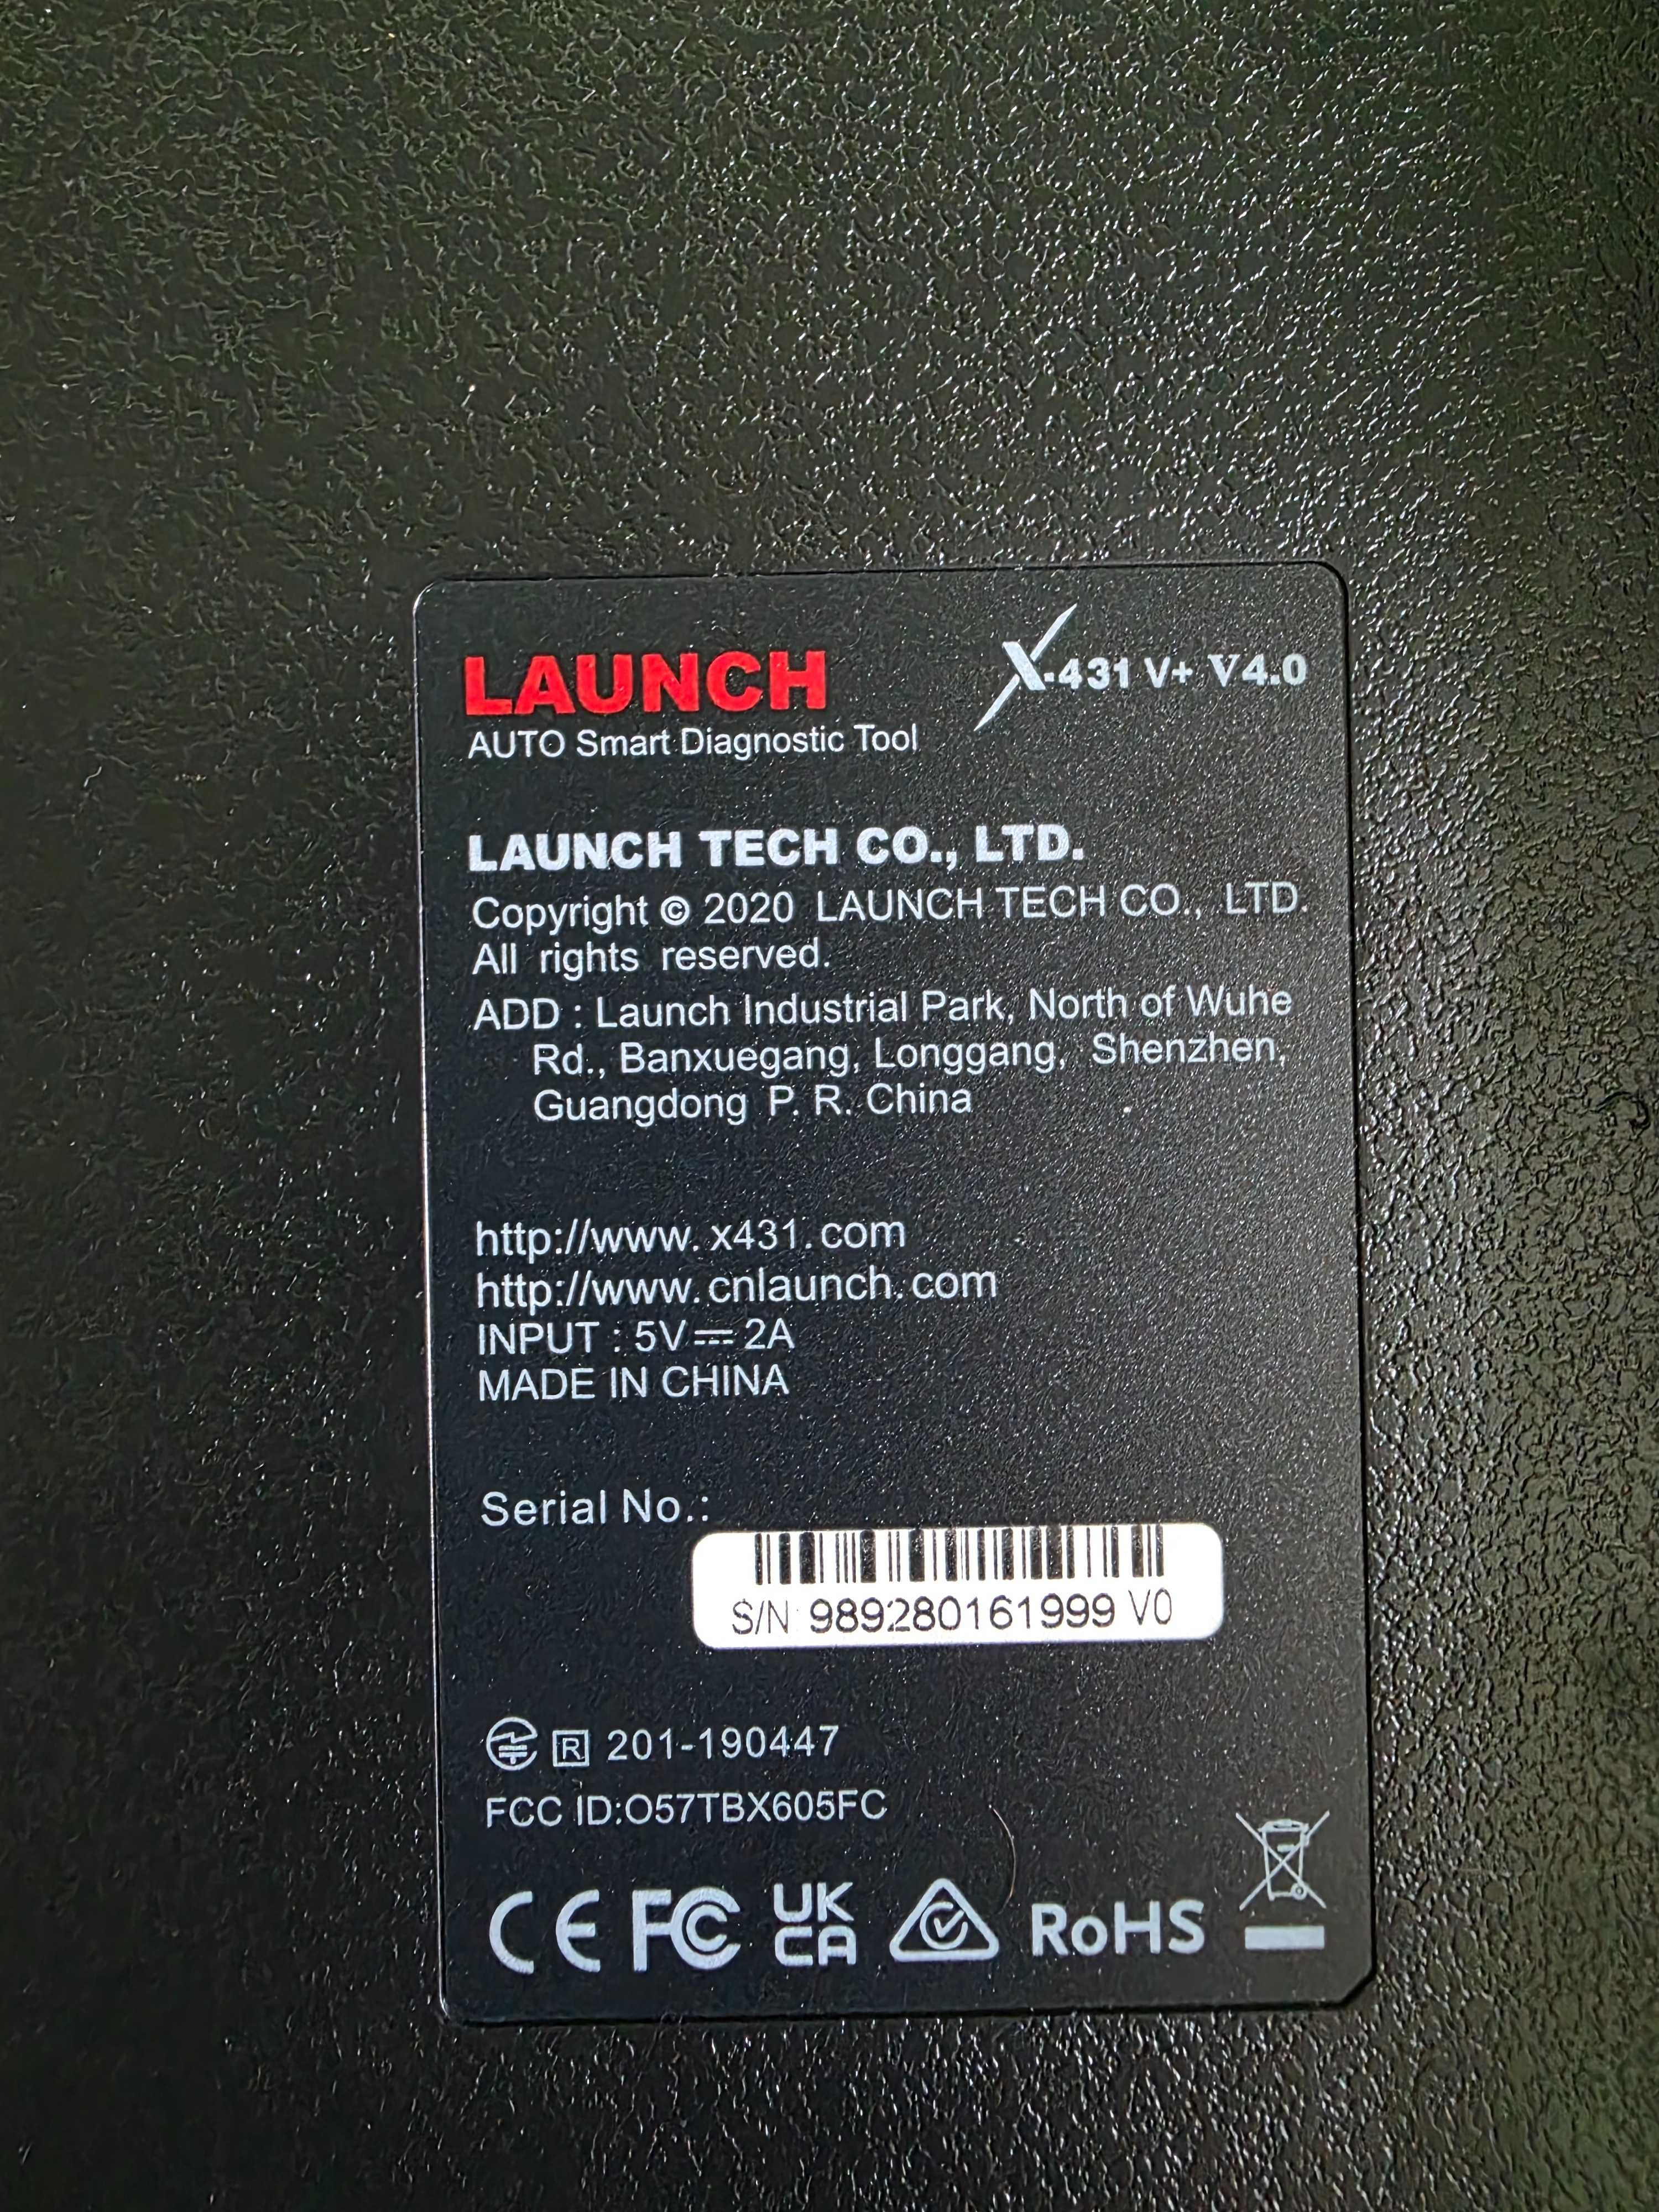 LAUNCH X-431 V+ V4.0
AUTO Smart Diagnostic Tool
LAUNCH TECH CO., LTD.
Copyright © 2020 LAUNCH TECH CO., LTD.
All rights reserved.
ADD : Launch Industrial Park, North of Wuhe
Rd., Banxuegang, Longgang, Shenzhen,
Guangdong P. R. China
http://www.x431.com
http://www.cnlaunch.com
INPUT : 5V⎓2A
MADE IN CHINA
Serial No.:
S/N 989280161999 V0
R 201-190447
FCC ID:O57TBX605FC
CE FC UK CA RoHS